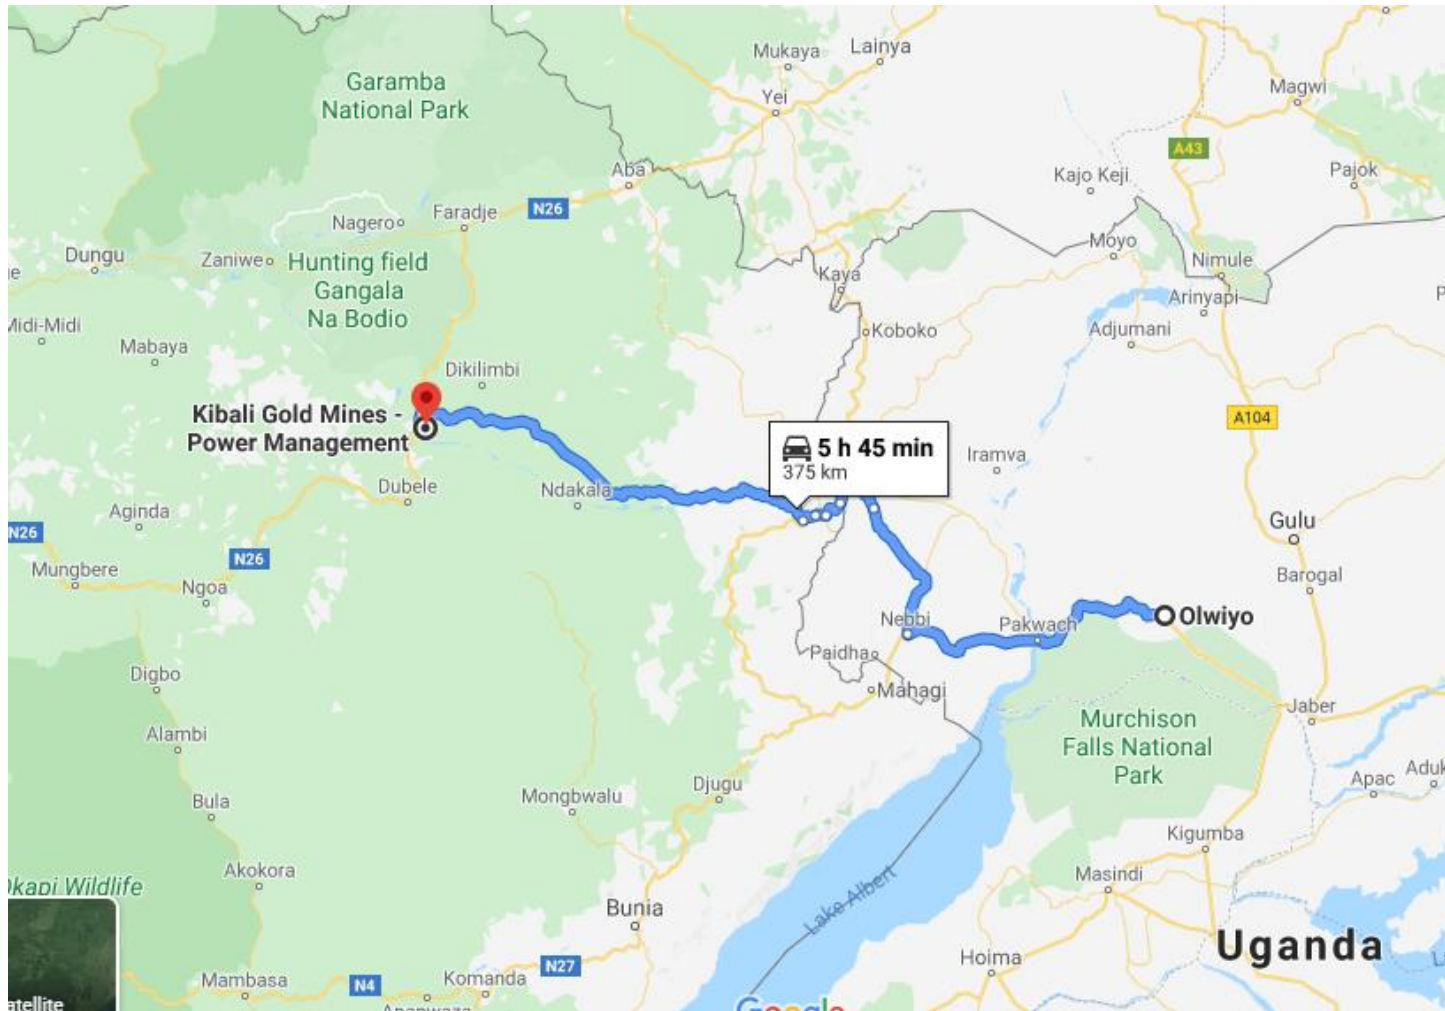 Mukaya
Lainya
Garamba
National Park
Yei
Magwi
A43
Aba
Kajo Keji
Pajok
N26
Nagero
Faradje
Moyo
Dungu
Zaniwe
Hunting field
Gangala
Na Bodio
Nimule
Kaya
Arinyapi
Midi-Midi
Koboko
Adjumani
Mabaya
Dikilimbi
Kibali Gold Mines -
Power Management
A104
5 h 45 min
375 km
Iramva
Dubele
Ndakala
Aginda
Gulu
N26
N26
Mungbere
Ngoa
Barogal
Nebbi
Pakwach
Olwiyo
Paidha
Digbo
Mahagi
Jaber
Alambi
Murchison
Falls National
Park
Djugu
Apac
Aduk
Mongbwalu
Bula
Kigumba
Akokora
Masindi
Okapi Wildlife
Lake Albert
Bunia
Uganda
Hoima
N27
Mambasa
N4
Komanda
atellite
Google